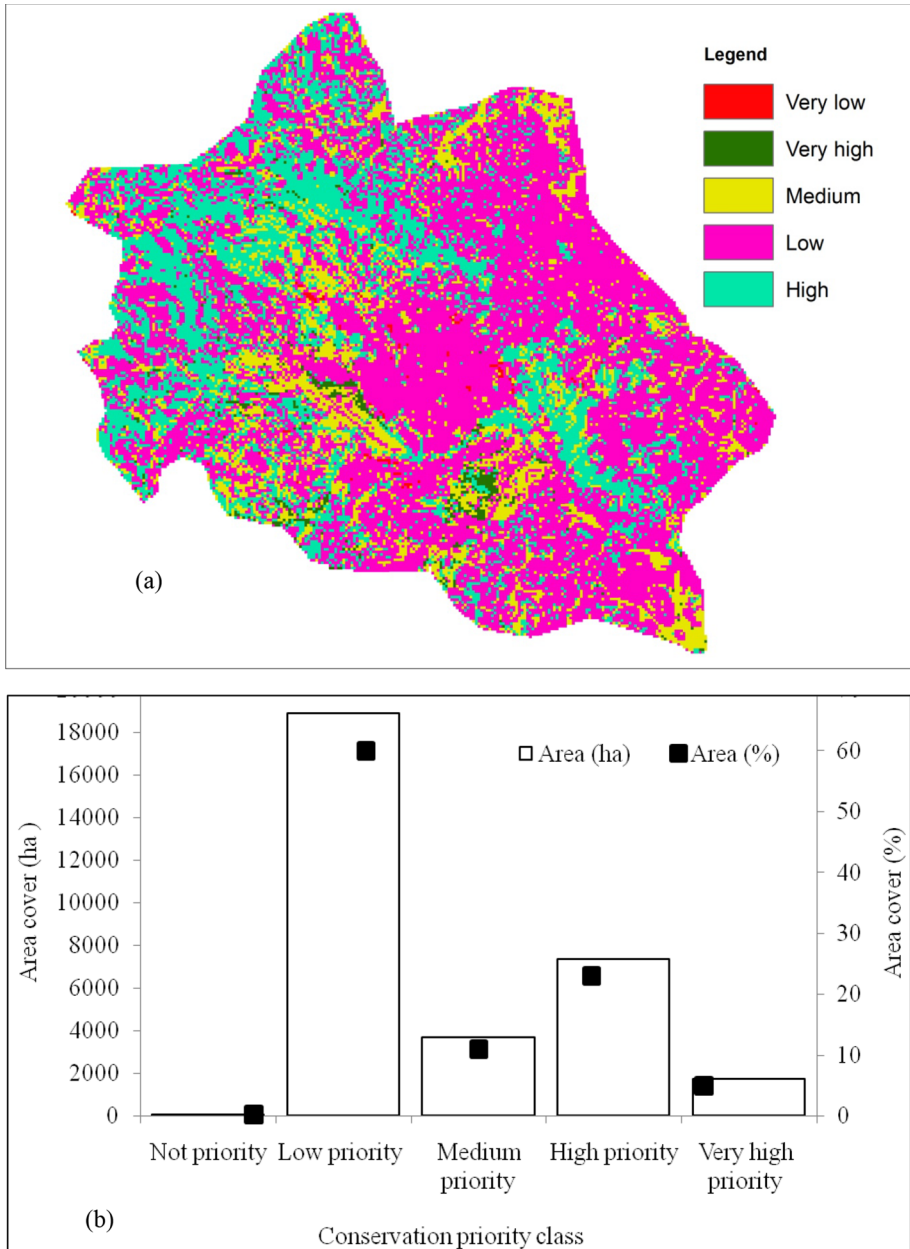 Legend
Very low
Very high
Medium
Low
High
(a)
18000
16000
14000
12000
10000
8000
6000
4000
2000
0
Area cover (ha )
Area (ha)
Area (%)
60
50
40
30
20
10
0
Area cover (%)
Not priority
Low priority
Medium
priority
High priority
Very high
priority
(b)
Conservation priority class